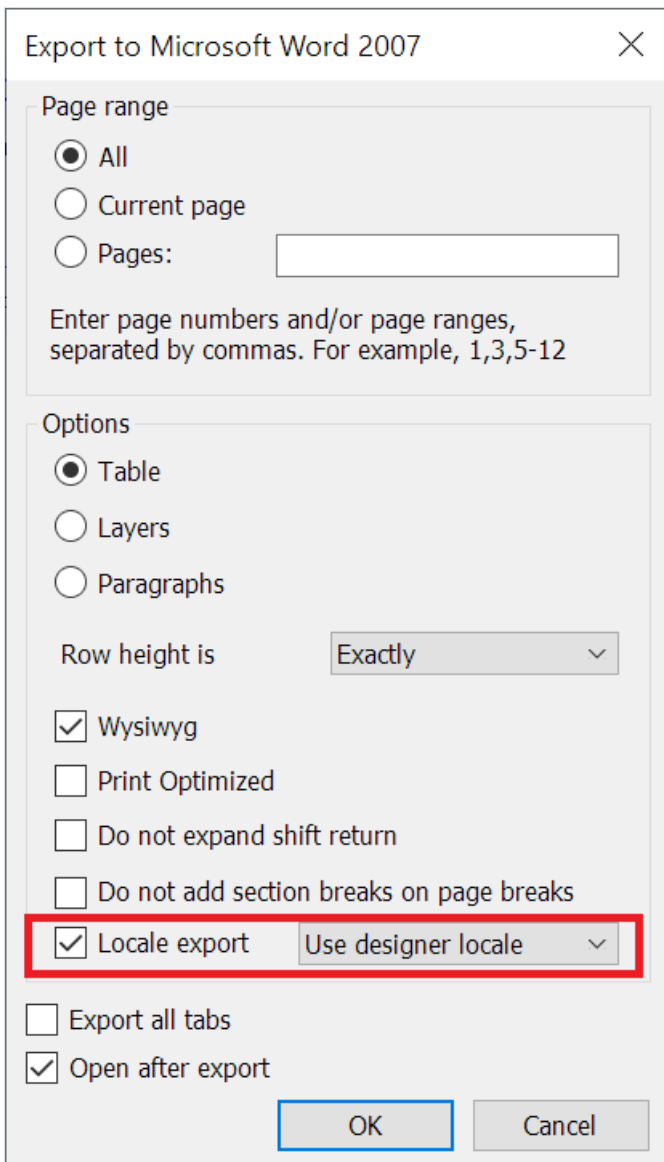 Export to Microsoft Word 2007
Page range
All
Current page
Pages:
Enter page numbers and/or page ranges,
separated by commas. For example, 1,3,5-12
Options
Table
Layers
Paragraphs
Row height is Exactly
Wysiwyg
Print Optimized
Do not expand shift return
Do not add section breaks on page breaks
Locale export Use designer locale
Export all tabs
Open after export
OK Cancel